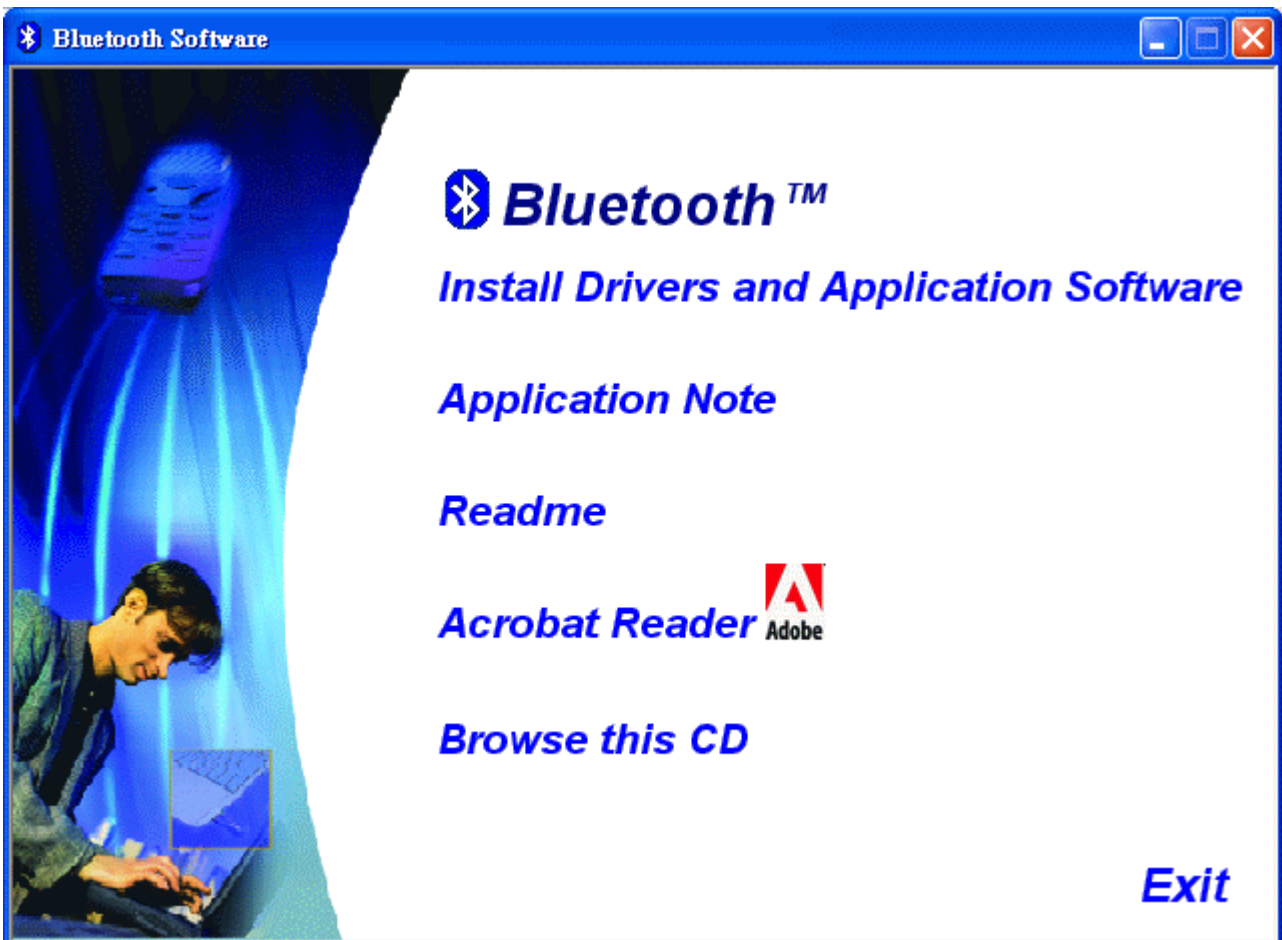 Bluetooth Software
Bluetooth™
Install Drivers and Application Software
Application Note
Readme
Acrobat Reader
Adobe
Browse this CD
Exit